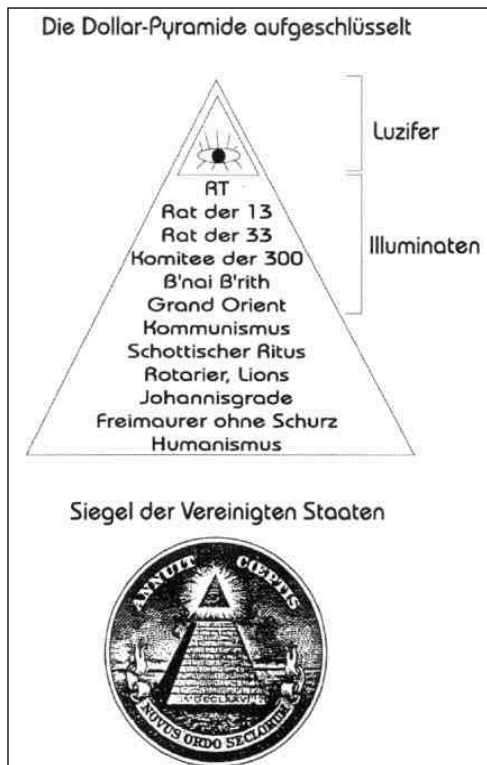 Die Dollar-Pyramide aufgeschlüsselt
Luzifer
RT
Rat der 13
Rat der 33
Komitee der 300
B'nai B'rith
Grand Orient
Illuminaten
Kommunismus
Schottischer Ritus
Rotarier, Lions
Johannisgrade
Freimaurer ohne Schurz
Humanismus
Siegel der Vereinigten Staaten
ANNUIT CŒPTIS
MDCCLXXVI
NOVUS ORDO SECLORUM